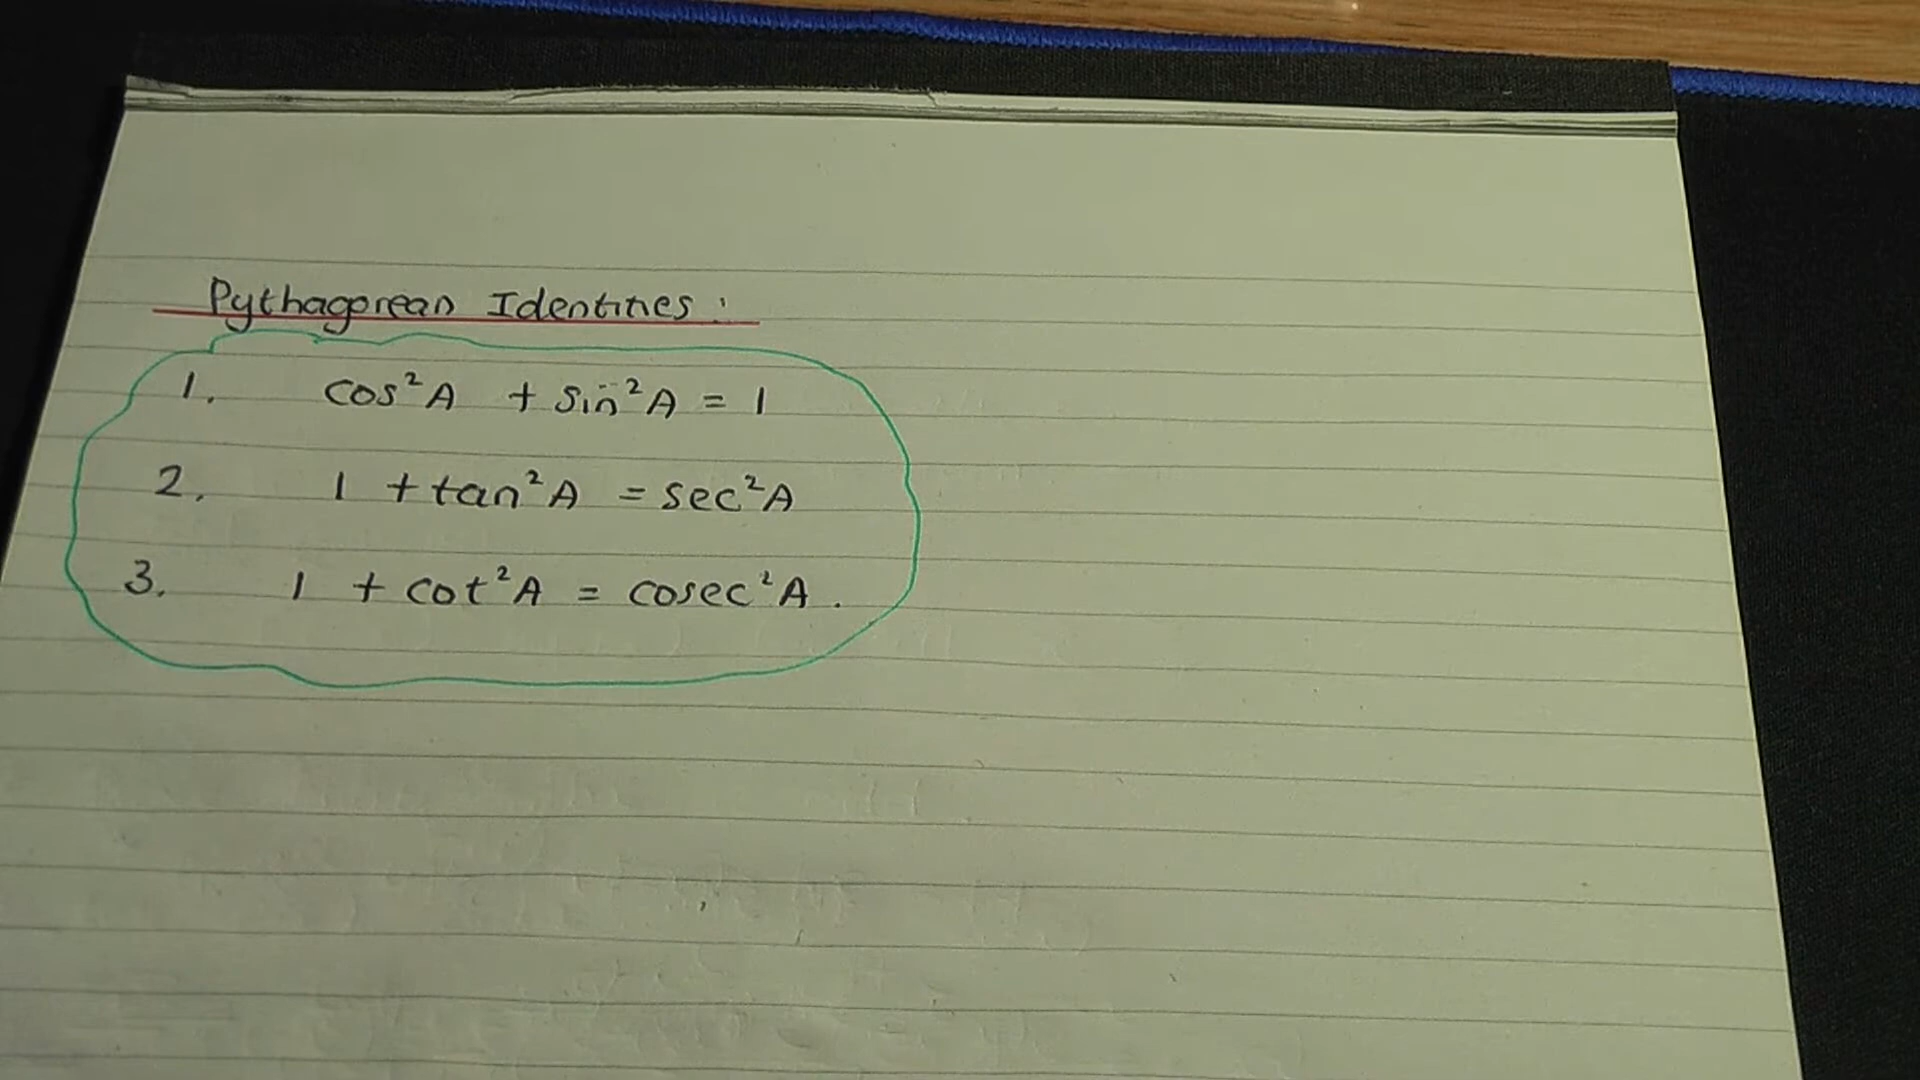 Pythagorean Identities :
1. cos²A + sin²A = 1
2. 1 + tan²A = sec²A
3. 1 + cot²A = cosec²A .